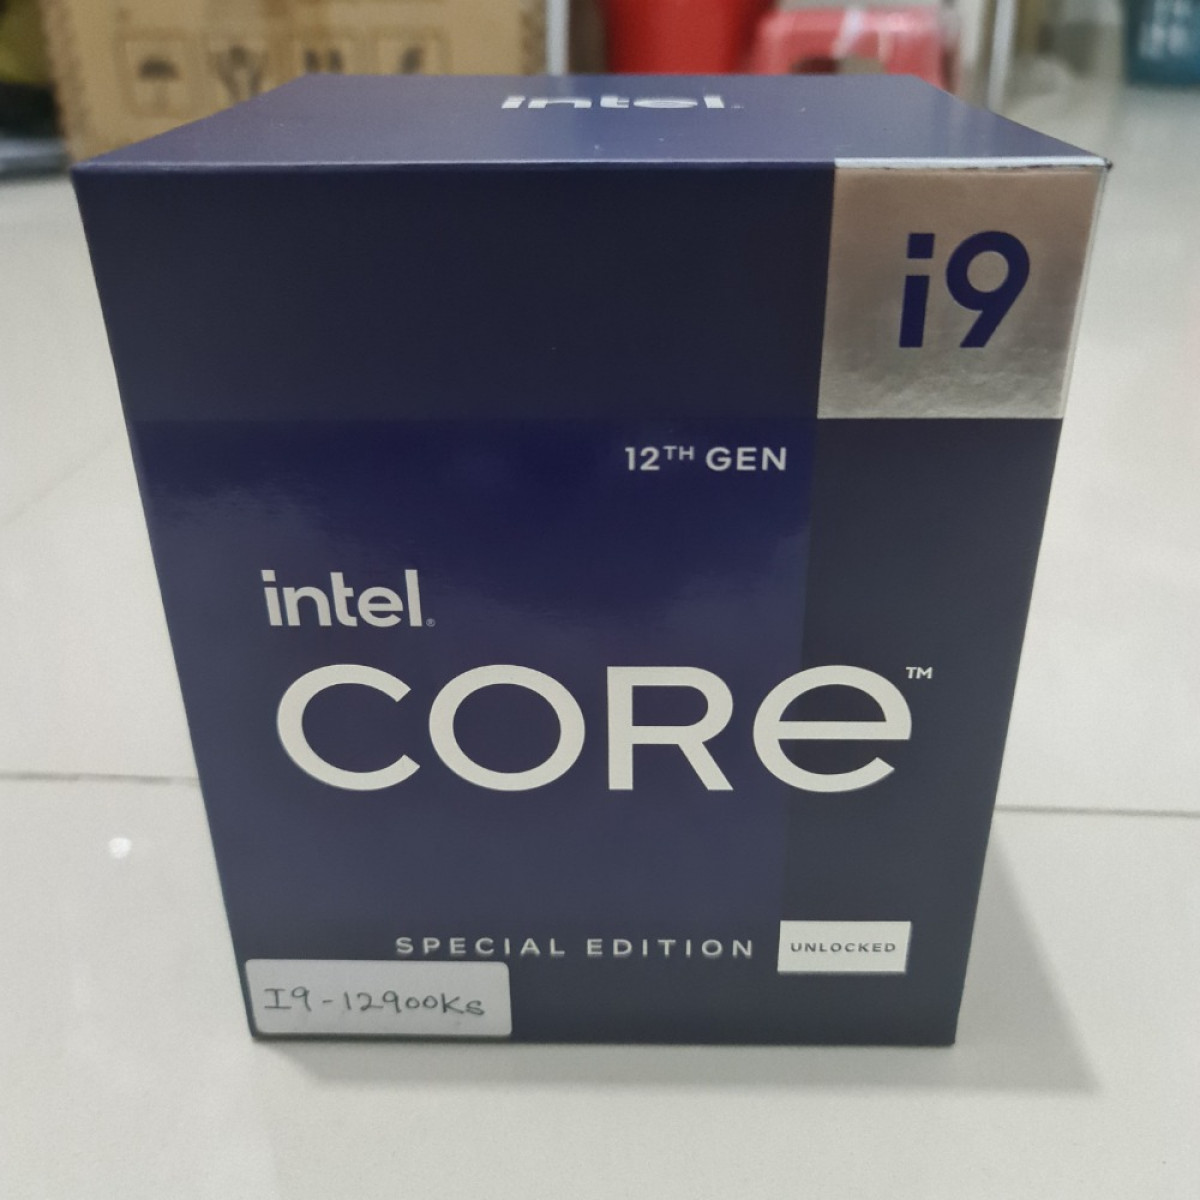 intel.
i9
12TH GEN
intel®
CORe™
SPECIAL EDITION
UNLOCKED
I9-12900Ks